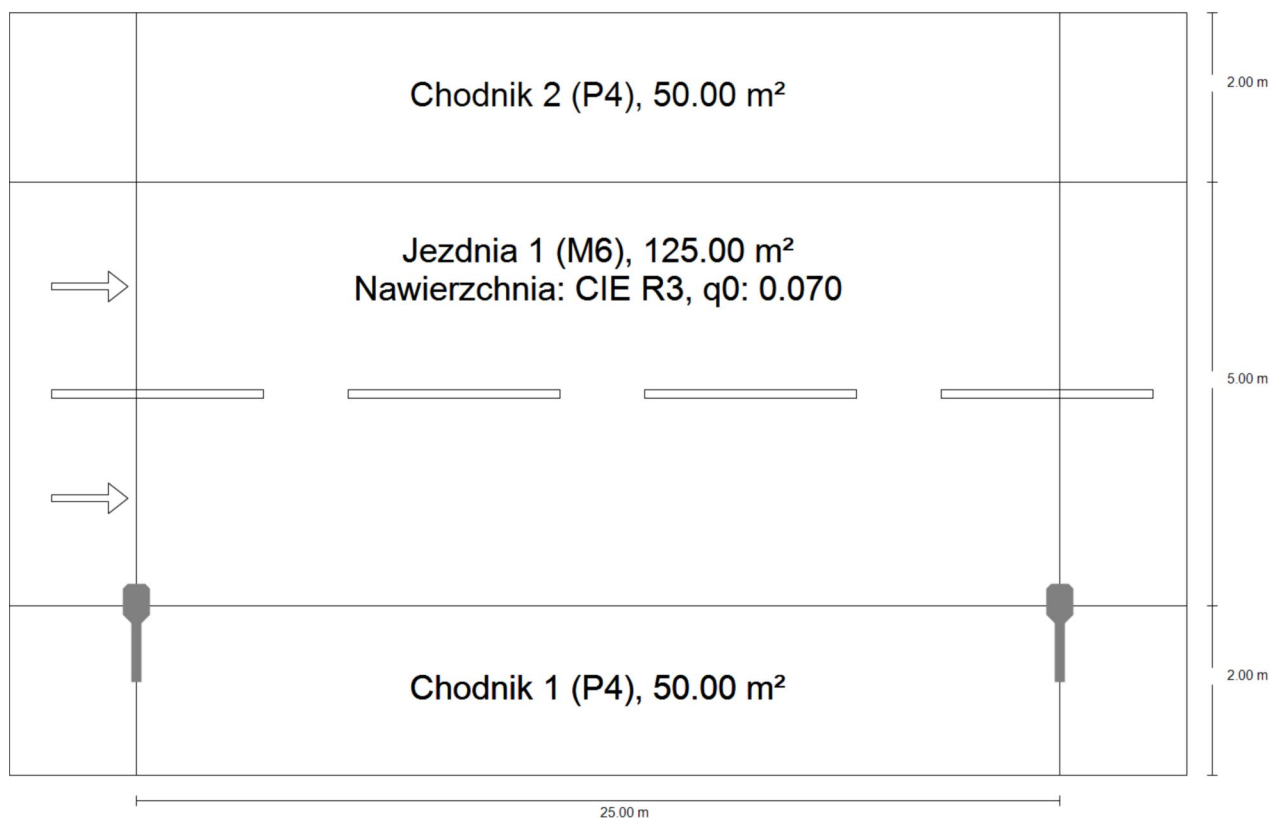 Chodnik 2 (P4), 50.00 m²
2.00 m
Jezdnia 1 (M6), 125.00 m²
Nawierzchnia: CIE R3, q0: 0.070
5.00 m
Chodnik 1 (P4), 50.00 m²
2.00 m
25.00 m